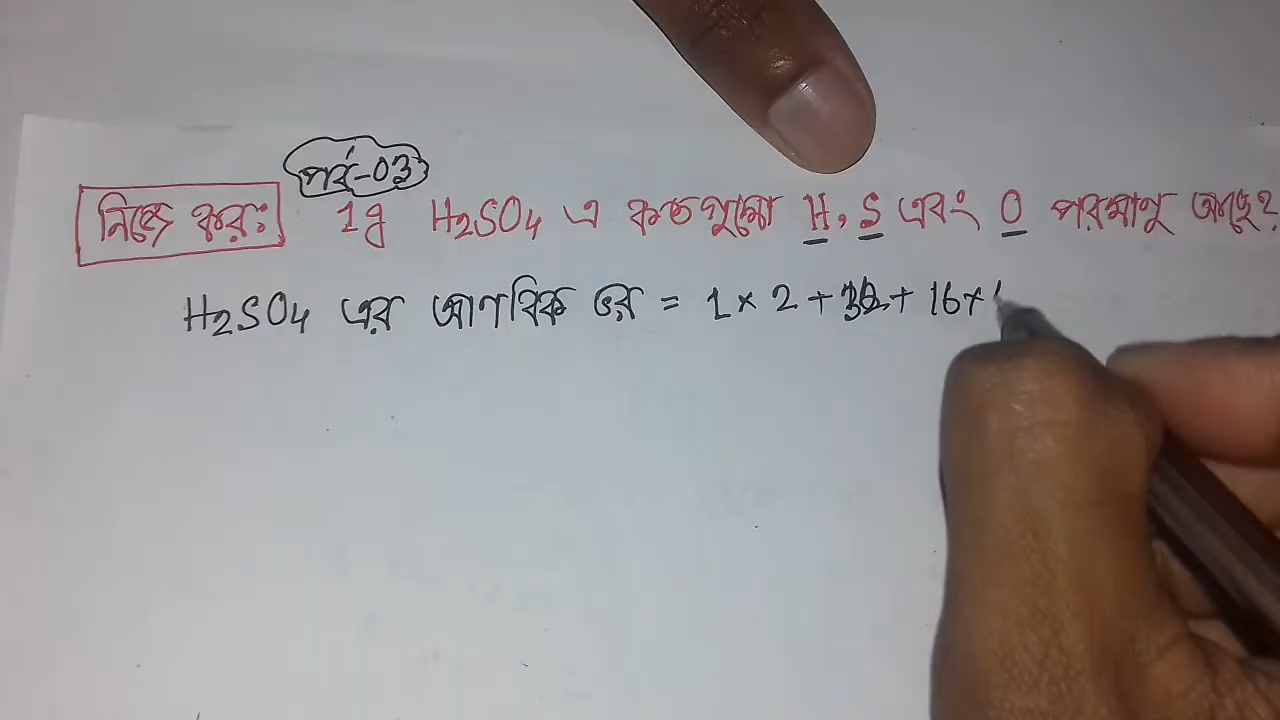 পর্ব-03
নিজে করঃ 1g H₂SO₄ এ কতগুলো H, S এবং O পরমাণু আছে?
H₂SO₄ এর আণবিক ভর = 1 × 2 + 32 + 16 ×